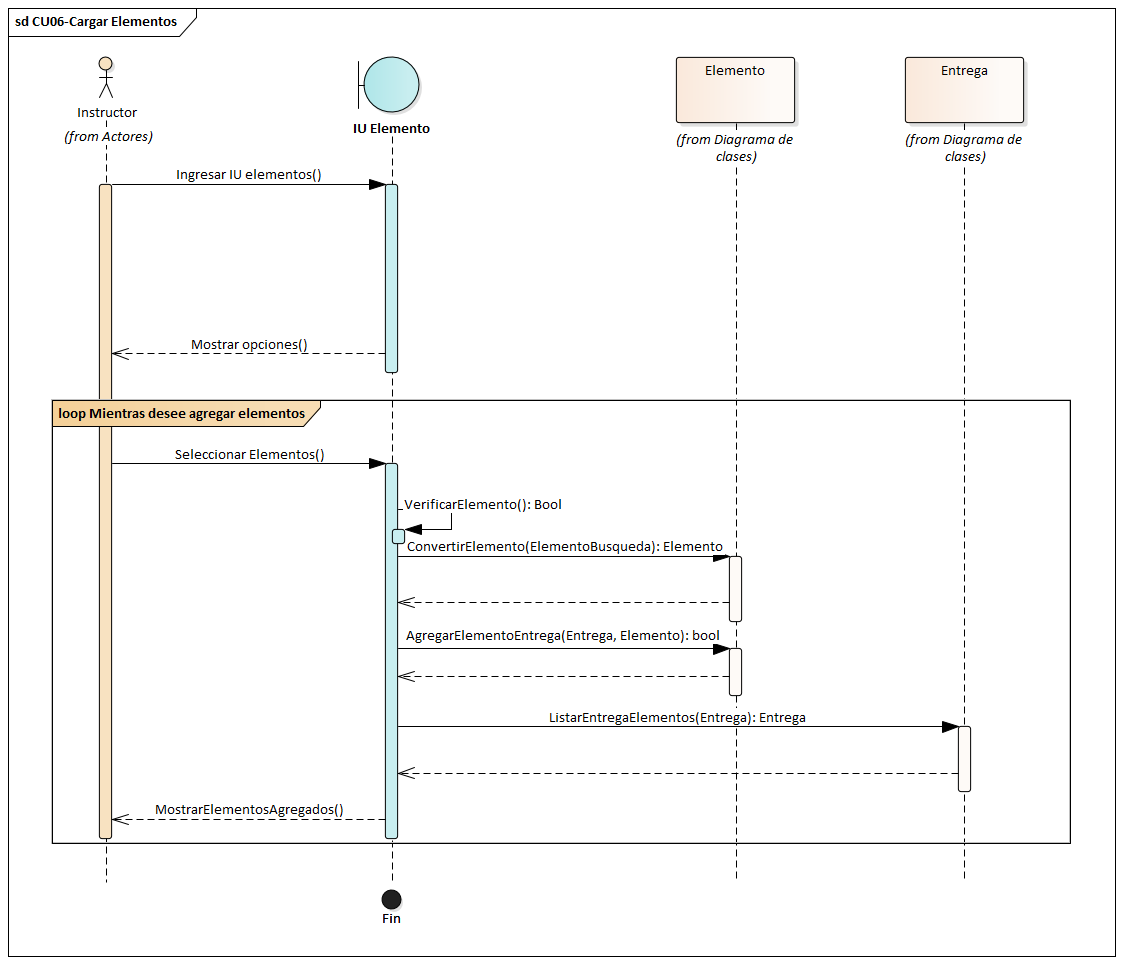 sd CU06-Cargar Elementos
Instructor
(from Actores)
IU Elemento
Elemento
(from Diagrama de
clases)
Entrega
(from Diagrama de
clases)
Ingresar IU elementos()
Mostrar opciones()
loop Mientras desee agregar elementos
Seleccionar Elementos()
VerificarElemento(): Bool
ConvertirElemento(ElementoBusqueda): Elemento
AgregarElementoEntrega(Entrega, Elemento): bool
ListarEntregaElementos(Entrega): Entrega
MostrarElementosAgregados()
Fin